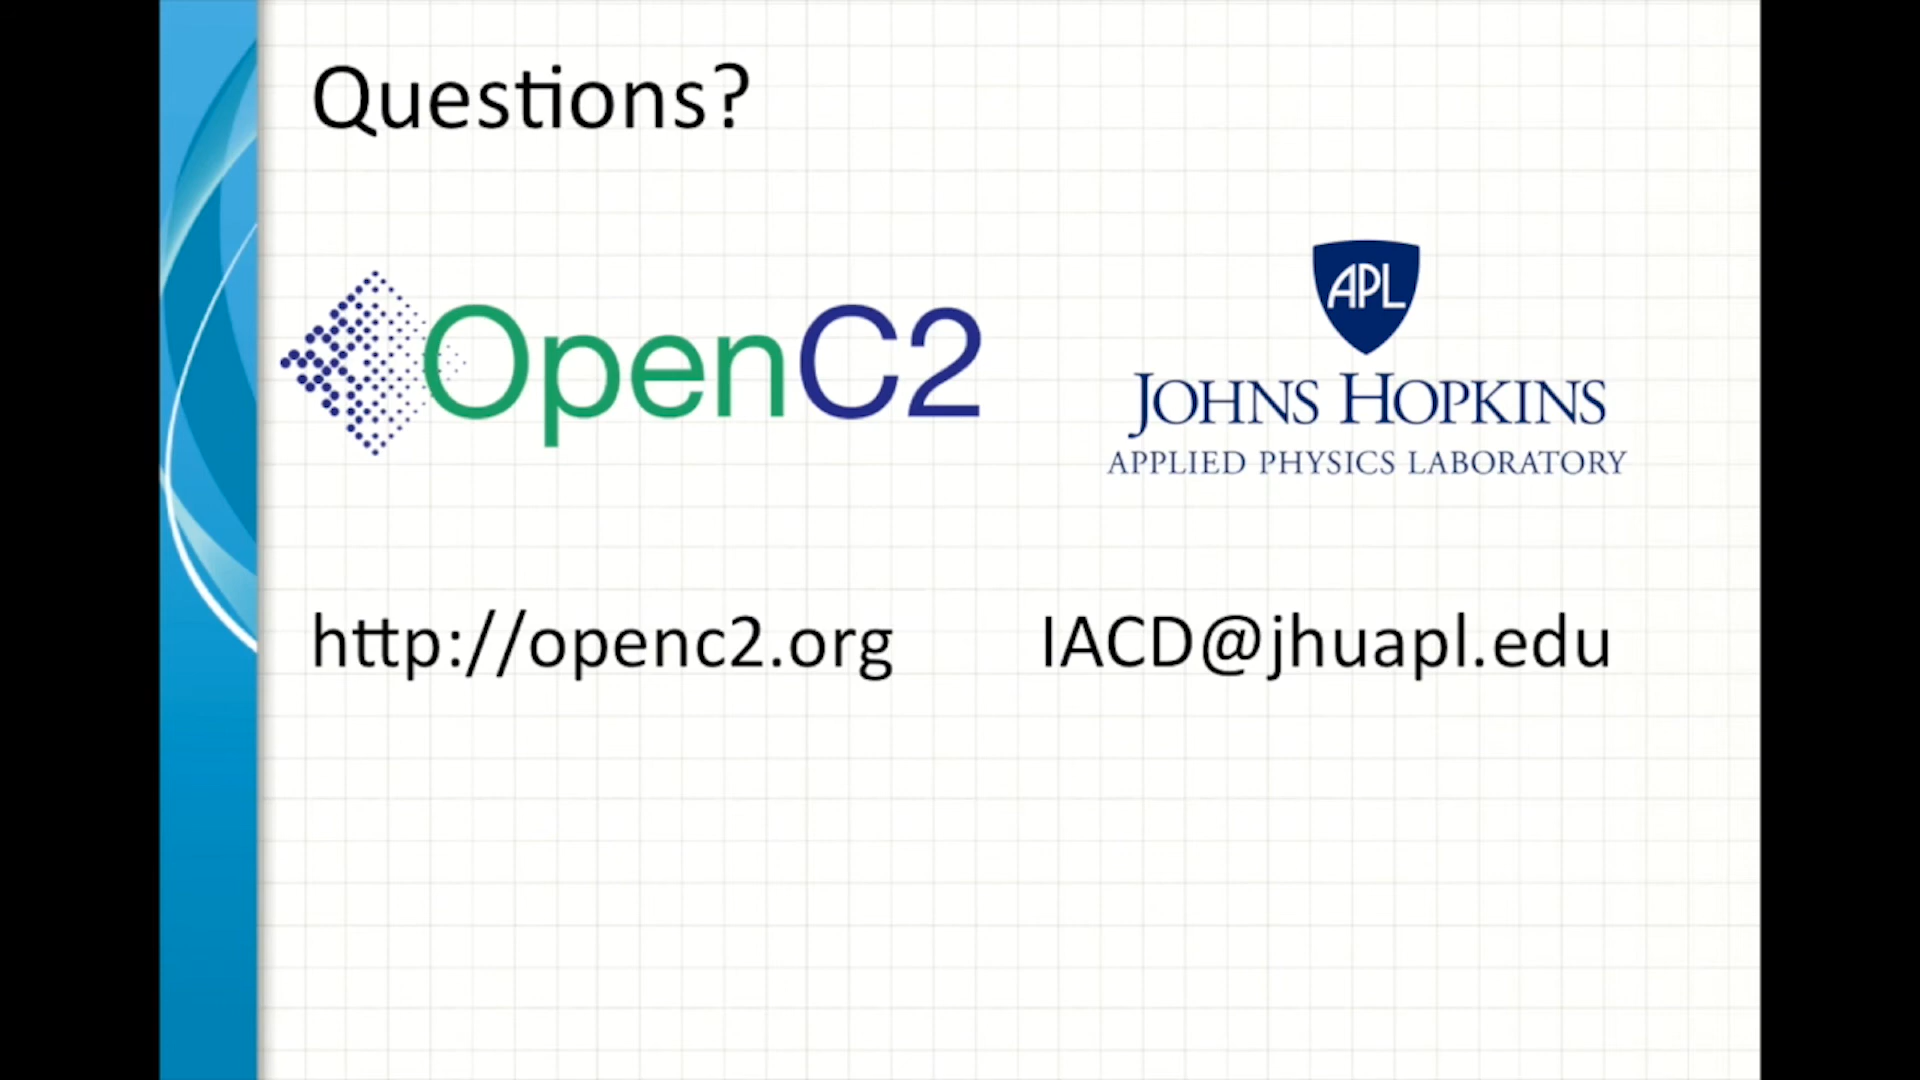 Questions?
OpenC2
APL
JOHNS HOPKINS
APPLIED PHYSICS LABORATORY
http://openc2.org
IACD@jhuapl.edu